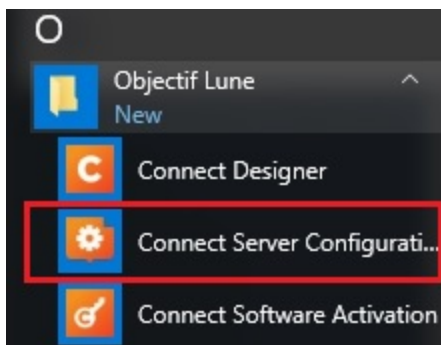 O
Objectif Lune
New
Connect Designer
Connect Server Configurati...
Connect Software Activation